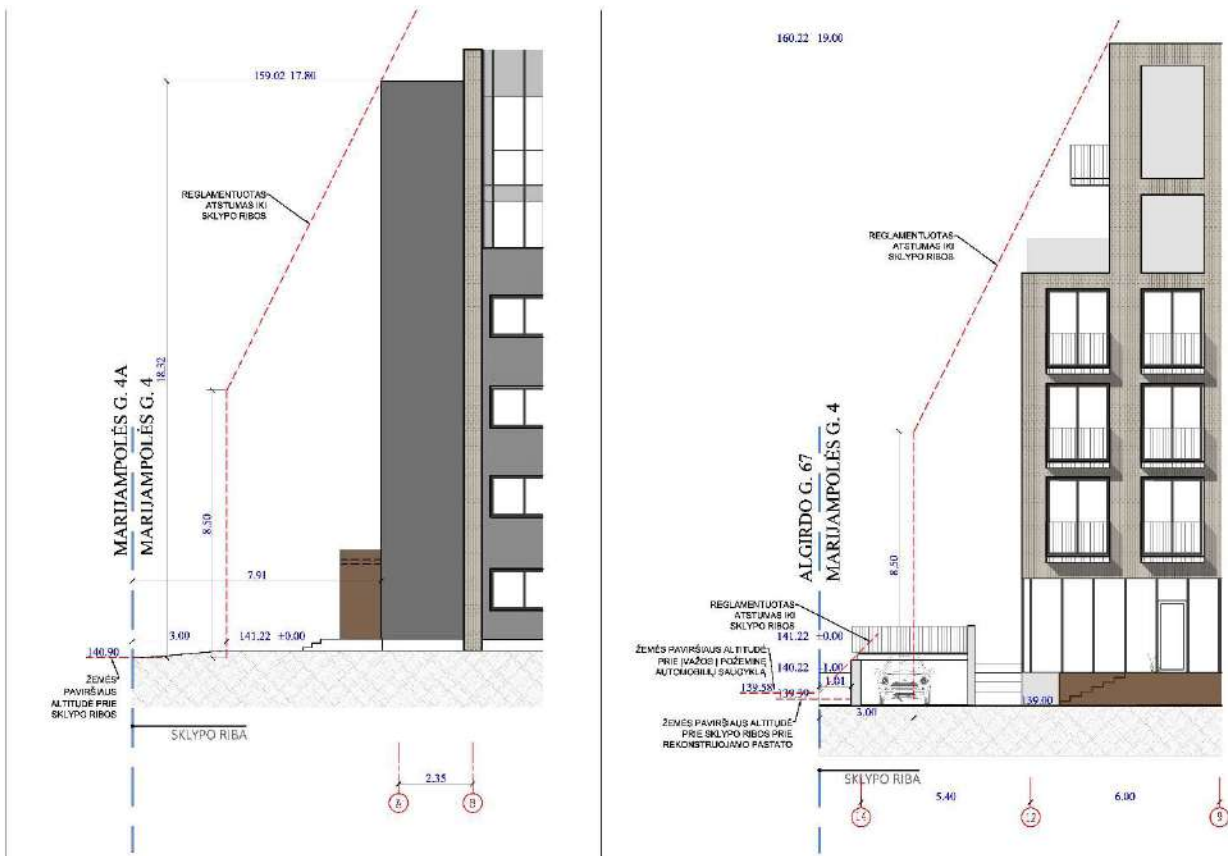 159.02 17.80
REGLAMENTUOTAS
ATSTUMAS IKI
SKLYPO RIBOS
18.32
MARIJAMPOLĖS G. 4A
MARIJAMPOLĖS G. 4
8.50
7.91
3.00
141.22 ±0.00
140.90
ŽEMĖS
PAVIRŠIAUS
ALTITUDĖ PRIE
SKLYPO RIBOS
SKLYPO RIBA
2.35
A
B
160.22 19.00
REGLAMENTUOTAS
ATSTUMAS IKI
SKLYPO RIBOS
ALGIRDO G. 67
MARIJAMPOLĖS G. 4
8.50
REGLAMENTUOTAS
ATSTUMAS IKI
SKLYPO RIBOS
141.22 ±0.00
ŽEMĖS PAVIRŠIAUS ALTITUDĖ
PRIE ĮVAŽOS Į POŽEMINĘ
AUTOMOBILIŲ SAUGYKLĄ
140.22 -1.00
1.01
139.58
3.00
139.00
ŽEMĖS PAVIRŠIAUS ALTITUDĖ
PRIE SKLYPO RIBOS PRIE
REKONSTRUOJAMO PASTATO
SKLYPO RIBA
5.40
6.00
14
12
9